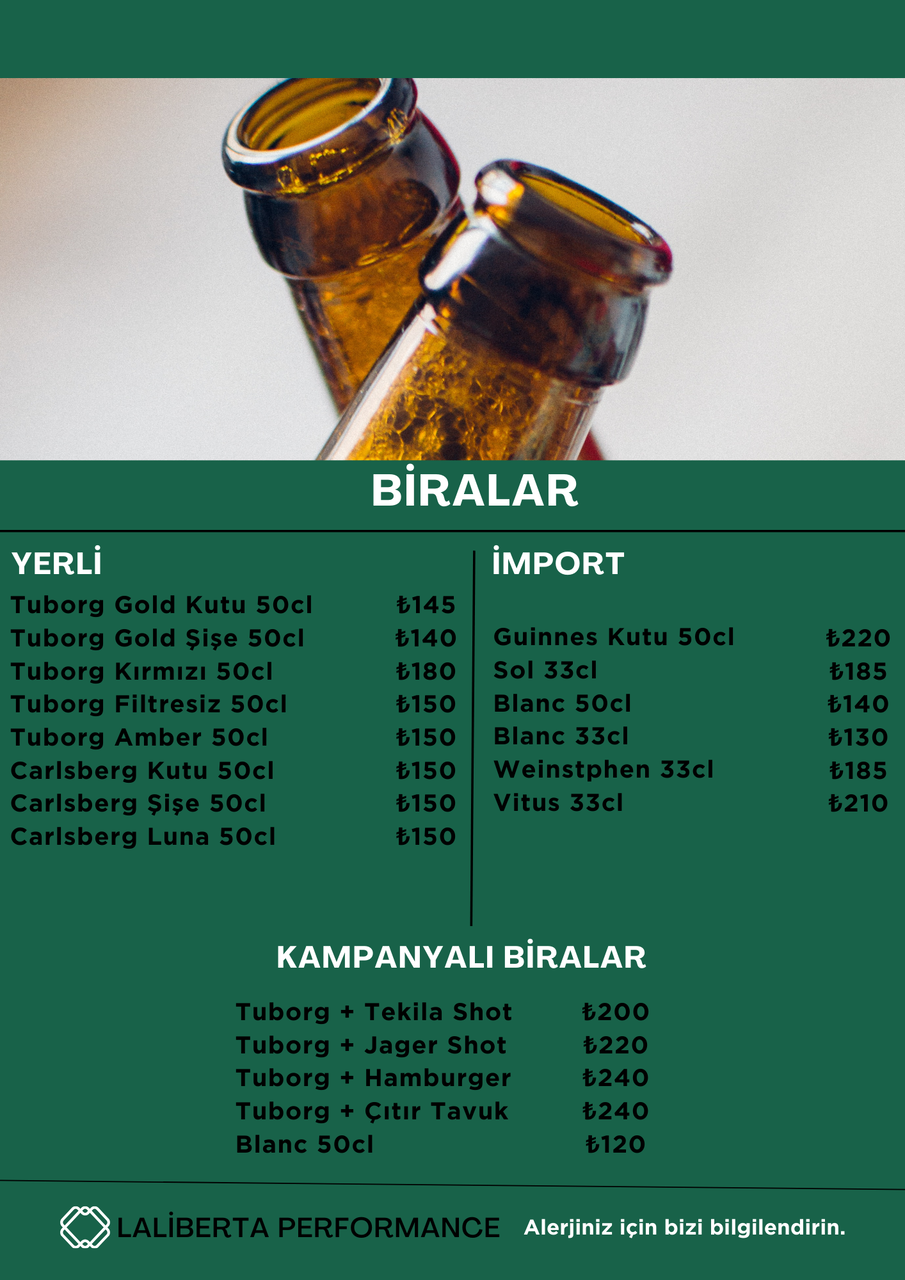 BİRALAR
YERLİ
Tuborg Gold Kutu 50cl ₺145
Tuborg Gold Şişe 50cl ₺140
Tuborg Kırmızı 50cl ₺180
Tuborg Filtresiz 50cl ₺150
Tuborg Amber 50cl ₺150
Carlsberg Kutu 50cl ₺150
Carlsberg Şişe 50cl ₺150
Carlsberg Luna 50cl ₺150
İMPORT
Guinnes Kutu 50cl ₺220
Sol 33cl ₺185
Blanc 50cl ₺140
Blanc 33cl ₺130
Weinstphen 33cl ₺185
Vitus 33cl ₺210
KAMPANYALI BİRALAR
Tuborg + Tekila Shot ₺200
Tuborg + Jager Shot ₺220
Tuborg + Hamburger ₺240
Tuborg + Çıtır Tavuk ₺240
Blanc 50cl ₺120
LALİBERTA PERFORMANCE Alerjiniz için bizi bilgilendirin.